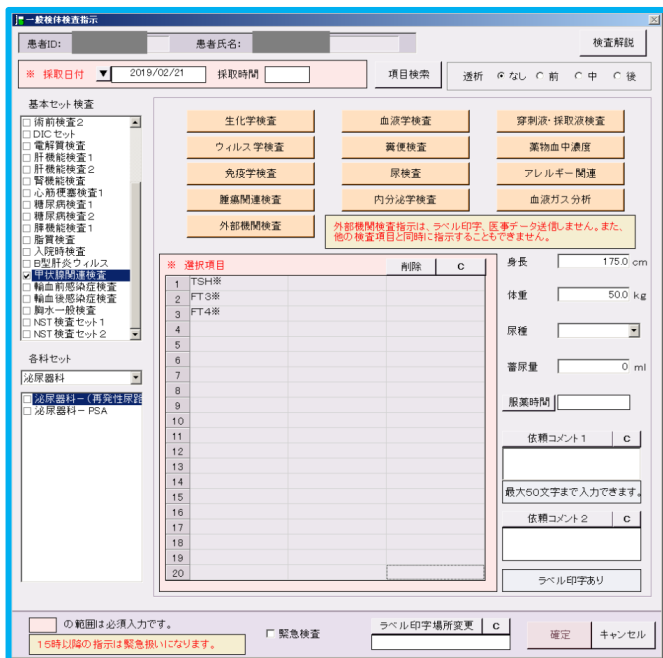 一般検体検査指示
患者ID:
患者氏名:
検査解説
※ 採取日付 ▼ 2019/02/21 採取時間
項目検索
透析 なし 前 中 後
基本セット検査
術前検査2
DICセット
電解質検査
肝機能検査1
肝機能検査2
腎機能検査
心筋梗塞検査1
糖尿病検査1
糖尿病検査2
膵機能検査1
脂質検査
入院時検査
B型肝炎ウィルス
甲状腺関連検査
輸血前感染症検査
輸血後感染症検査
胸水一般検査
NST検査セット1
NST検査セット2
各科セット
泌尿器科
泌尿器科-(再発性尿路
泌尿器科-PSA
生化学検査 血液学検査 穿刺液・採取液検査
ウィルス学検査 糞便検査 薬物血中濃度
免疫学検査 尿検査 アレルギー関連
腫瘍関連検査 内分泌学検査 血液ガス分析
外部機関検査
外部機関検査指示は、ラベル印字、医事データ送信しません。また、
他の検査項目と同時に指示することもできません。
※ 選択項目 削除 C
1 TSH※
2 FT3※
3 FT4※
4
5
6
7
8
9
10
11
12
13
14
15
16
17
18
19
20
身長 175.0 cm
体重 50.0 kg
尿種
蓄尿量 0 ml
服薬時間
依頼コメント1 C
最大50文字まで入力できます。
依頼コメント2 C
ラベル印字あり
の範囲は必須入力です。
15時以降の指示は緊急扱いになります。
緊急検査
ラベル印字場所変更 C
確定
キャンセル